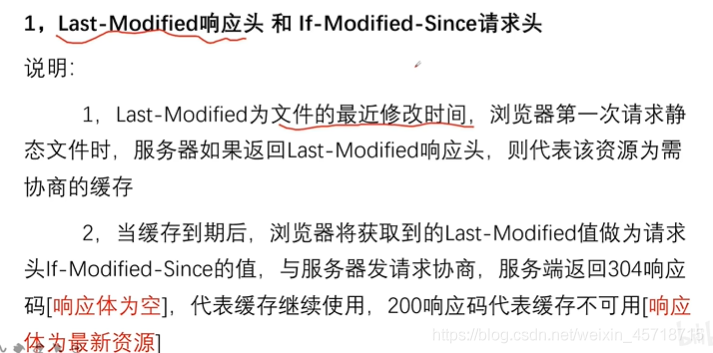 1，Last-Modified响应头 和 If-Modified-Since请求头
说明：
1，Last-Modified为文件的最近修改时间，浏览器第一次请求静
态文件时，服务器如果返回Last-Modified响应头，则代表该资源为需
协商的缓存
2，当缓存到期后，浏览器将获取到的Last-Modified值做为请求
头If-Modified-Since的值，与服务器发请求协商，服务端返回304响应
码[响应体为空]，代表缓存继续使用，200响应码代表缓存不可用[响应
体为最新资源]